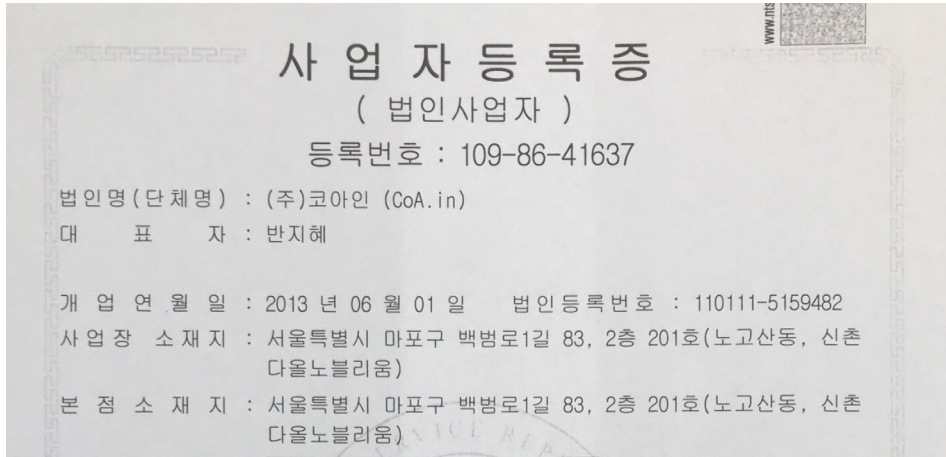 www.nts
사 업 자 등 록 증
( 법인사업자 )
등록번호 : 109-86-41637
법인명(단체명) : (주)코아인 (CoA.in)
대 표 자 : 반지혜
개 업 연 월 일 : 2013 년 06 월 01 일 법인등록번호 : 110111-5159482
사업장 소재지 : 서울특별시 마포구 백범로1길 83, 2층 201호(노고산동, 신촌
다올노블리움)
본 점 소 재 지 : 서울특별시 마포구 백범로1길 83, 2층 201호(노고산동, 신촌
다올노블리움)